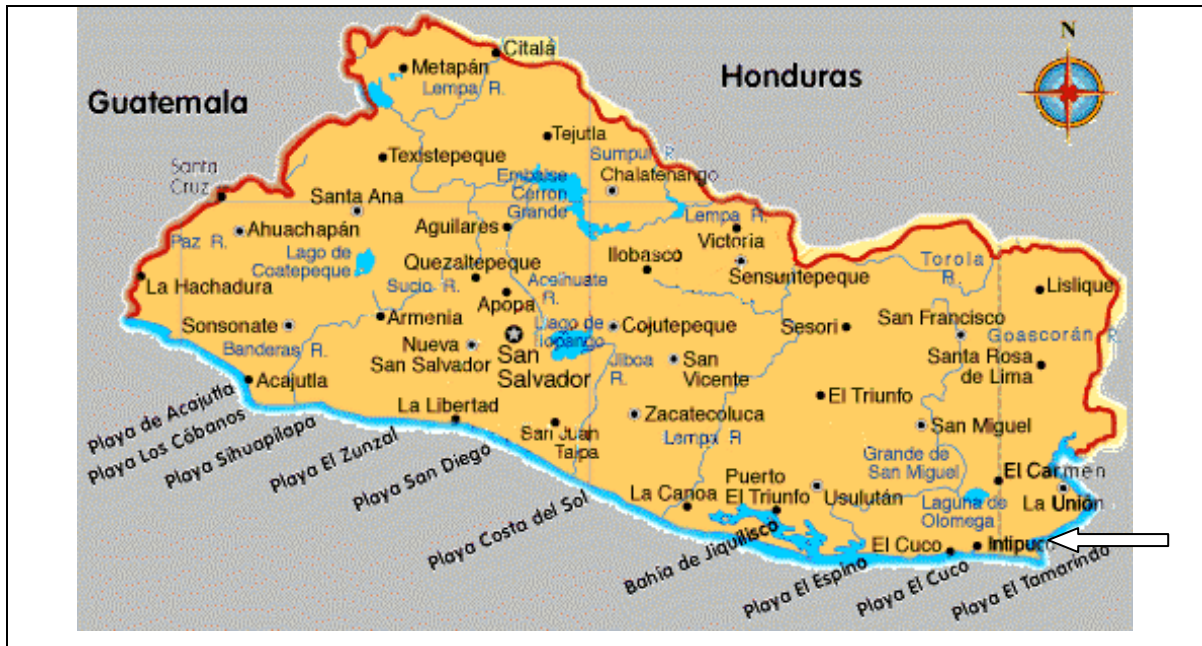 N
Citalá
Metapán
Lempa R.
Honduras
Guatemala
Tejutla
Texistepeque
Sumpul R.
Santa
Cruz
Chalatenango
Embalse
Cerron
Grande
Santa Ana
Paz R.
Ahuachapán
Aguilares
Lempa R.
Victoria
Lago de
Coatepeque
Quezaltepeque
Ilobasco
Sensuntepeque
Torola
R.
La Hachadura
Sucio R.
Acelhuate
R.
Apopa
Lislique
Sonsonate
Armenia
Llago de
Ilopango
Cojutepeque
Sesori
San Francisco
Goascorán R.
Banderas R.
Nueva
San Salvador
San
Salvador
Jiboa
R.
San
Vicente
Santa Rosa
de Lima
Acajutla
El Triunfo
La Libertad
Zacatecoluca
San Juan
Talpa
Lempa R
San Miguel
Grande de
San Miguel
El Carmen
Puerto
El Triunfo
Usulután
La Canoa
Laguna de
Olomega
La Unión
El Cuco
Intipuc
Playa de Acajutla
Playa Los Cóbanos
Playa Sihuapilapa
Playa El Zunzal
Playa San Diego
Playa Costa del Sol
Bahía de Jiquilisco
Playa El Espino
Playa El Cuco
Playa El Tamarindo